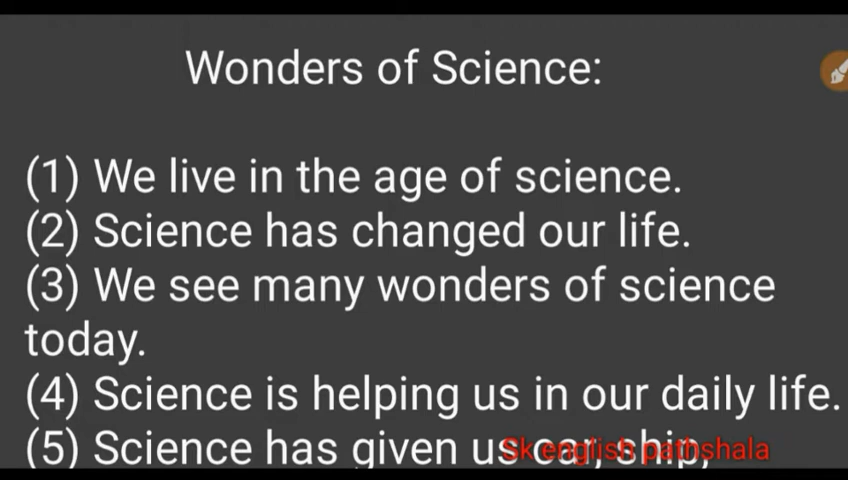 Wonders of Science:
(1) We live in the age of science.
(2) Science has changed our life.
(3) We see many wonders of science
today.
(4) Science is helping us in our daily life.
(5) Science has given us car, ship,
Sk english pathshala